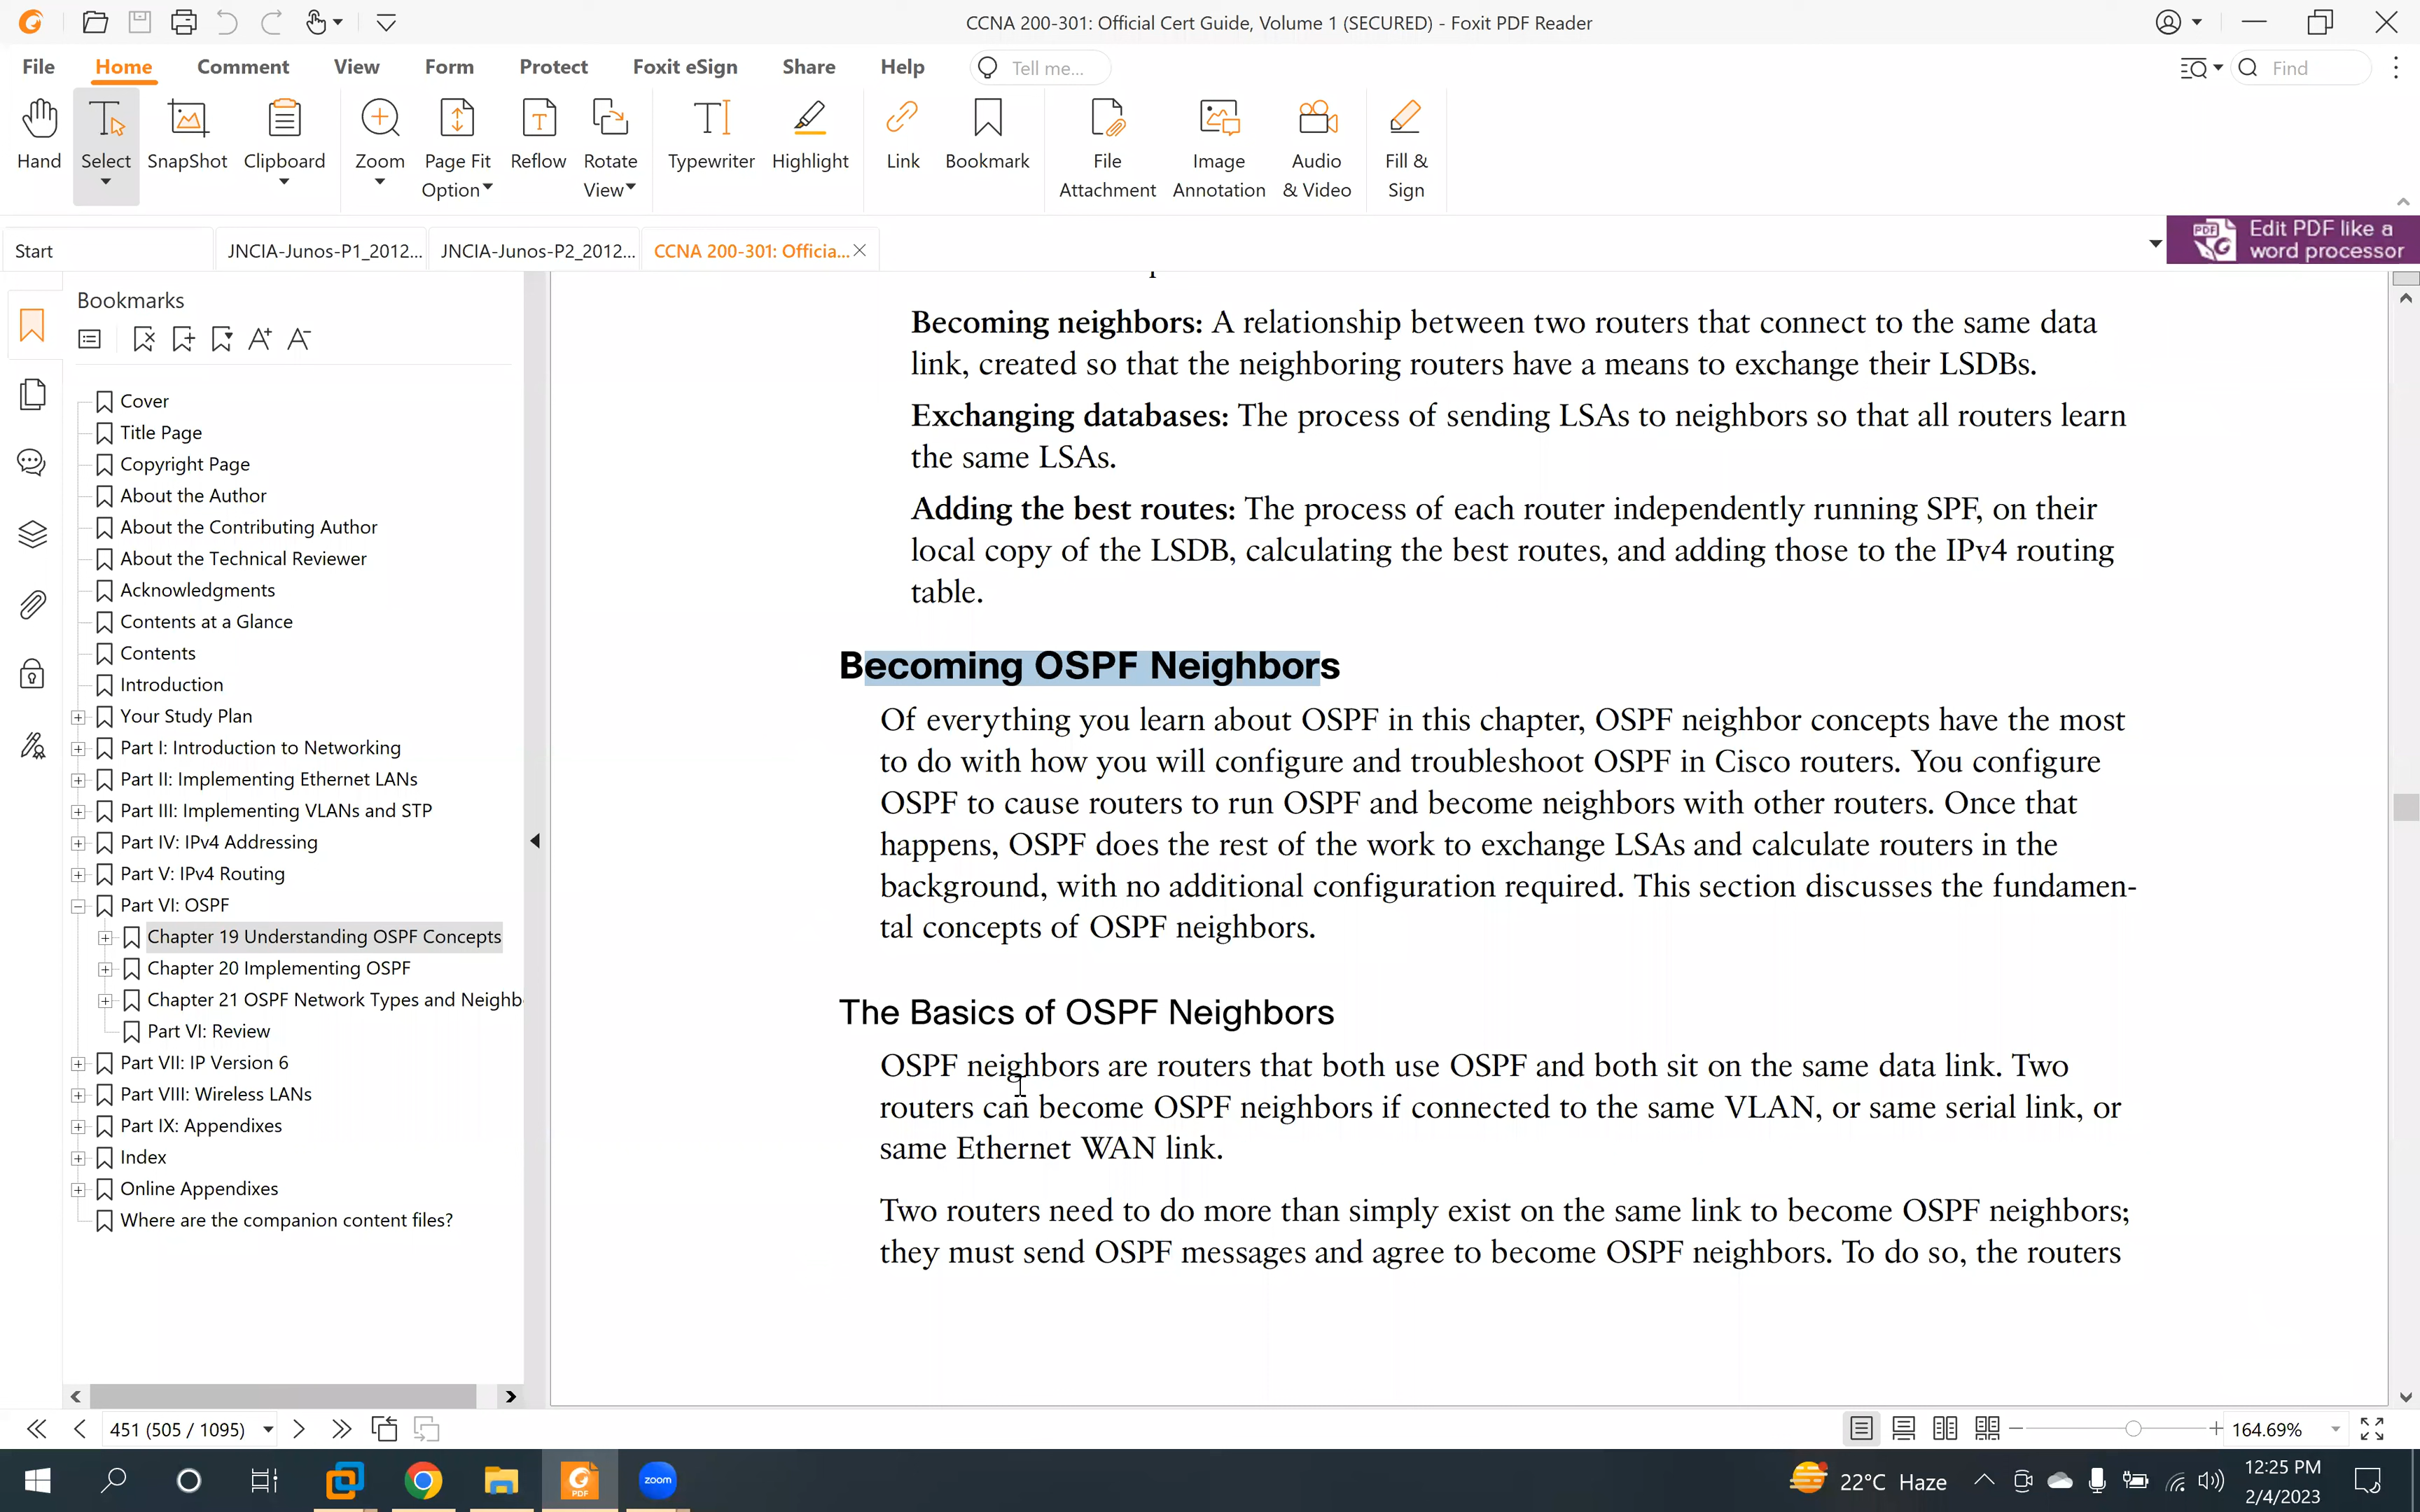 CCNA 200-301: Official Cert Guide, Volume 1 (SECURED) - Foxit PDF Reader
File Home Comment View Form Protect Foxit eSign Share Help Tell me... Find
Hand Select SnapShot Clipboard Zoom Page Fit Option Reflow Rotate View Typewriter Highlight Link Bookmark File Attachment Image Annotation Audio & Video Fill & Sign
Start JNCIA-Junos-P1_2012... JNCIA-Junos-P2_2012... CCNA 200-301: Officia...
Edit PDF like a
word processor
Bookmarks
Cover
Title Page
Copyright Page
About the Author
About the Contributing Author
About the Technical Reviewer
Acknowledgments
Contents at a Glance
Contents
Introduction
Your Study Plan
Part I: Introduction to Networking
Part II: Implementing Ethernet LANs
Part III: Implementing VLANs and STP
Part IV: IPv4 Addressing
Part V: IPv4 Routing
Part VI: OSPF
Chapter 19 Understanding OSPF Concepts
Chapter 20 Implementing OSPF
Chapter 21 OSPF Network Types and Neighb
Part VI: Review
Part VII: IP Version 6
Part VIII: Wireless LANs
Part IX: Appendixes
Index
Online Appendixes
Where are the companion content files?
Becoming neighbors: A relationship between two routers that connect to the same data
link, created so that the neighboring routers have a means to exchange their LSDBs.
Exchanging databases: The process of sending LSAs to neighbors so that all routers learn
the same LSAs.
Adding the best routes: The process of each router independently running SPF, on their
local copy of the LSDB, calculating the best routes, and adding those to the IPv4 routing
table.
Becoming OSPF Neighbors
Of everything you learn about OSPF in this chapter, OSPF neighbor concepts have the most
to do with how you will configure and troubleshoot OSPF in Cisco routers. You configure
OSPF to cause routers to run OSPF and become neighbors with other routers. Once that
happens, OSPF does the rest of the work to exchange LSAs and calculate routers in the
background, with no additional configuration required. This section discusses the fundamen-
tal concepts of OSPF neighbors.
The Basics of OSPF Neighbors
OSPF neighbors are routers that both use OSPF and both sit on the same data link. Two
routers can become OSPF neighbors if connected to the same VLAN, or same serial link, or
same Ethernet WAN link.
Two routers need to do more than simply exist on the same link to become OSPF neighbors;
they must send OSPF messages and agree to become OSPF neighbors. To do so, the routers
451 (505 / 1095)
164.69%
PDF
zoom
22°C Haze
12:25 PM
2/4/2023